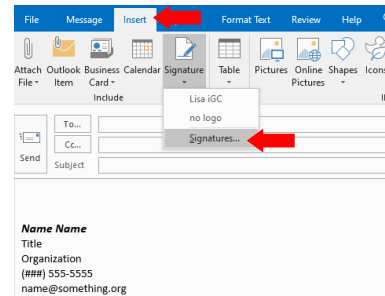 File Message Insert Format Text Review Help
Attach File Outlook Item Business Card Calendar Signature Table Pictures Online Pictures Shapes Icons
Include
Lisa iGC
no logo
Signatures...
Send
To...
Cc...
Subject
Name Name
Title
Organization
(###) 555-5555
name@something.org